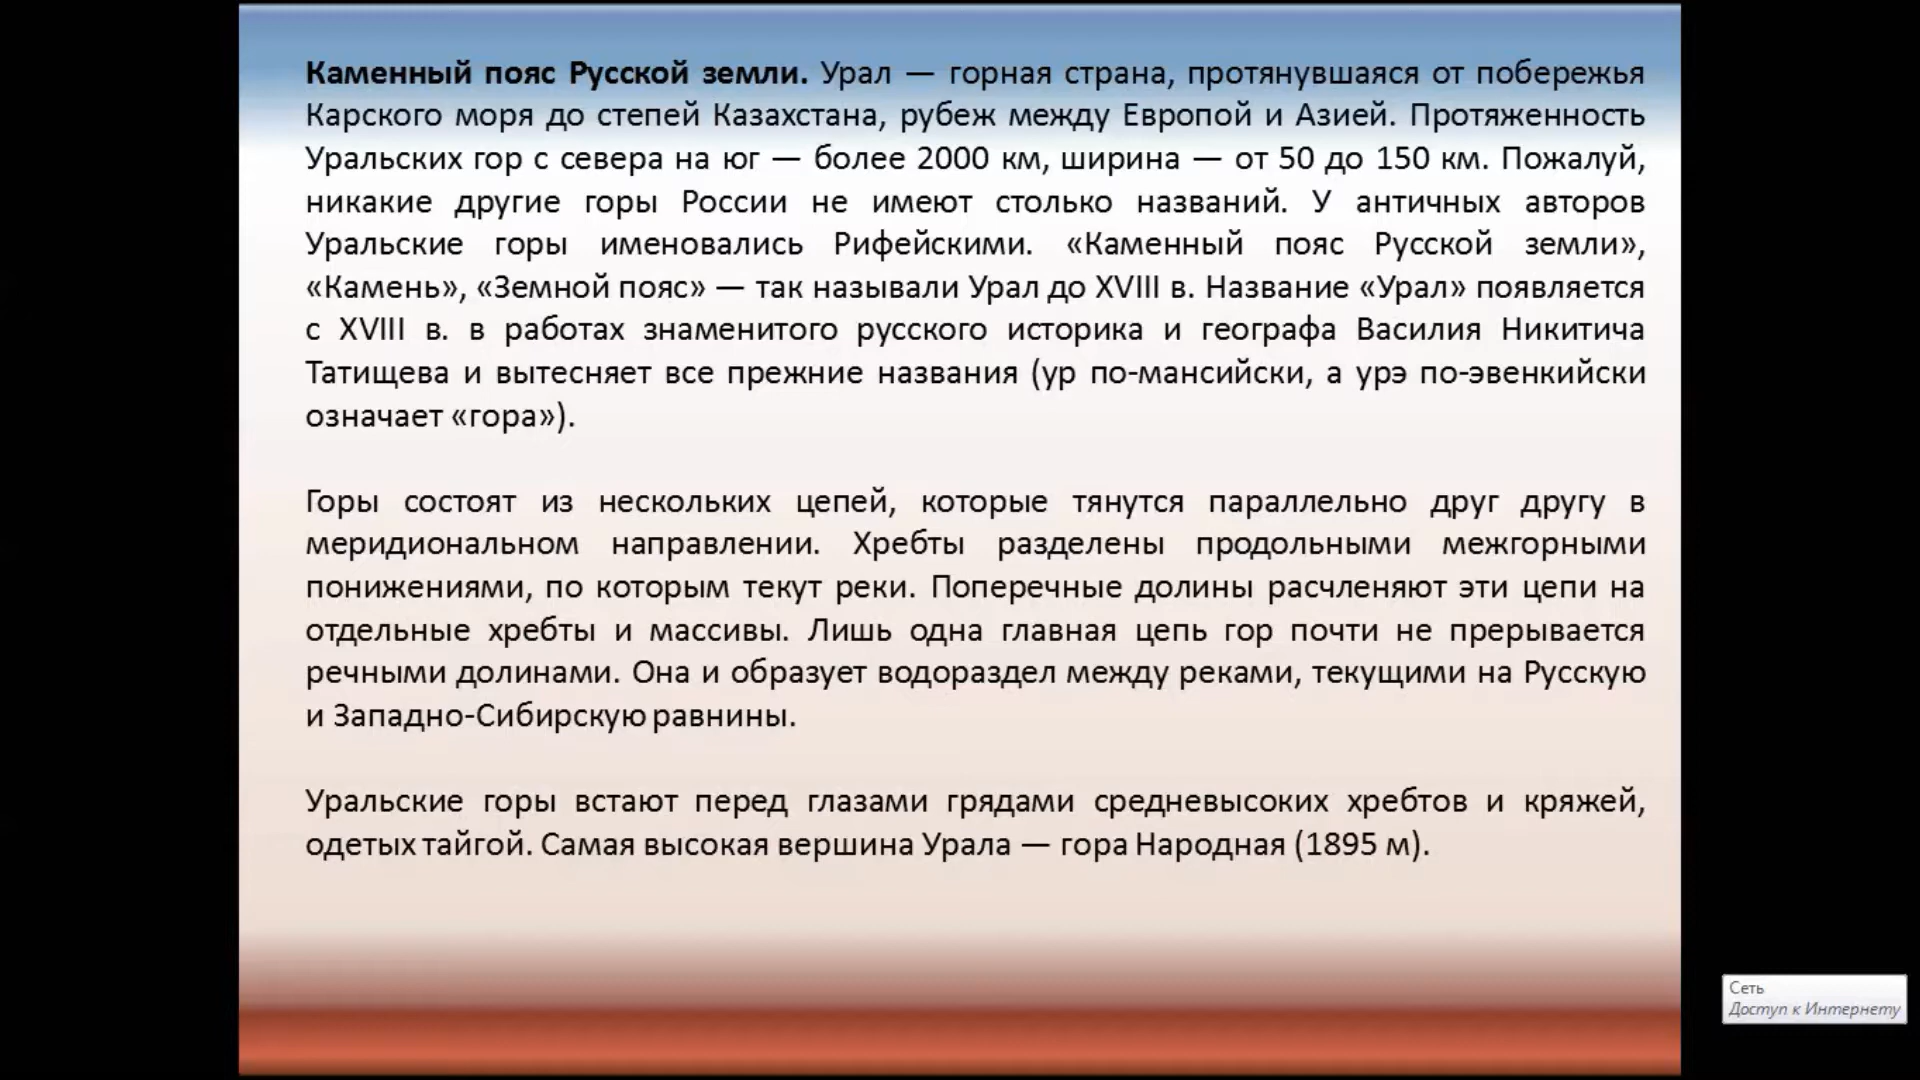 Каменный пояс Русской земли. Урал — горная страна, протянувшаяся от побережья
Карского моря до степей Казахстана, рубеж между Европой и Азией. Протяженность
Уральских гор с севера на юг — более 2000 км, ширина — от 50 до 150 км. Пожалуй,
никакие другие горы России не имеют столько названий. У античных авторов
Уральские горы именовались Рифейскими. «Каменный пояс Русской земли»,
«Камень», «Земной пояс» — так называли Урал до XVIII в. Название «Урал» появляется
с XVIII в. в работах знаменитого русского историка и географа Василия Никитича
Татищева и вытесняет все прежние названия (ур по-мансийски, а урэ по-эвенкийски
означает «гора»).
Горы состоят из нескольких цепей, которые тянутся параллельно друг другу в
меридиональном направлении. Хребты разделены продольными межгорными
понижениями, по которым текут реки. Поперечные долины расчленяют эти цепи на
отдельные хребты и массивы. Лишь одна главная цепь гор почти не прерывается
речными долинами. Она и образует водораздел между реками, текущими на Русскую
и Западно-Сибирскую равнины.
Уральские горы встают перед глазами грядами средневысоких хребтов и кряжей,
одетых тайгой. Самая высокая вершина Урала — гора Народная (1895 м).
Сеть
Доступ к Интернету